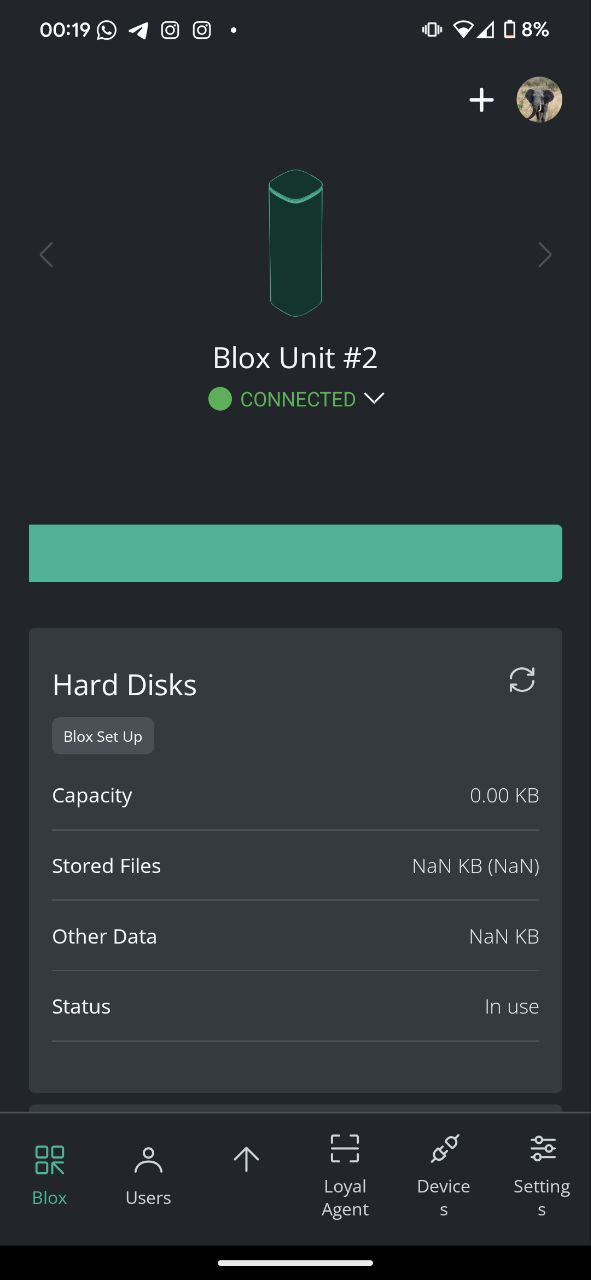 00:19
8%
Blox Unit #2
CONNECTED
Hard Disks
Blox Set Up
Capacity 0.00 KB
Stored Files NaN KB (NaN)
Other Data NaN KB
Status In use
Blox
Users
Loyal
Agent
Device
s
Setting
s